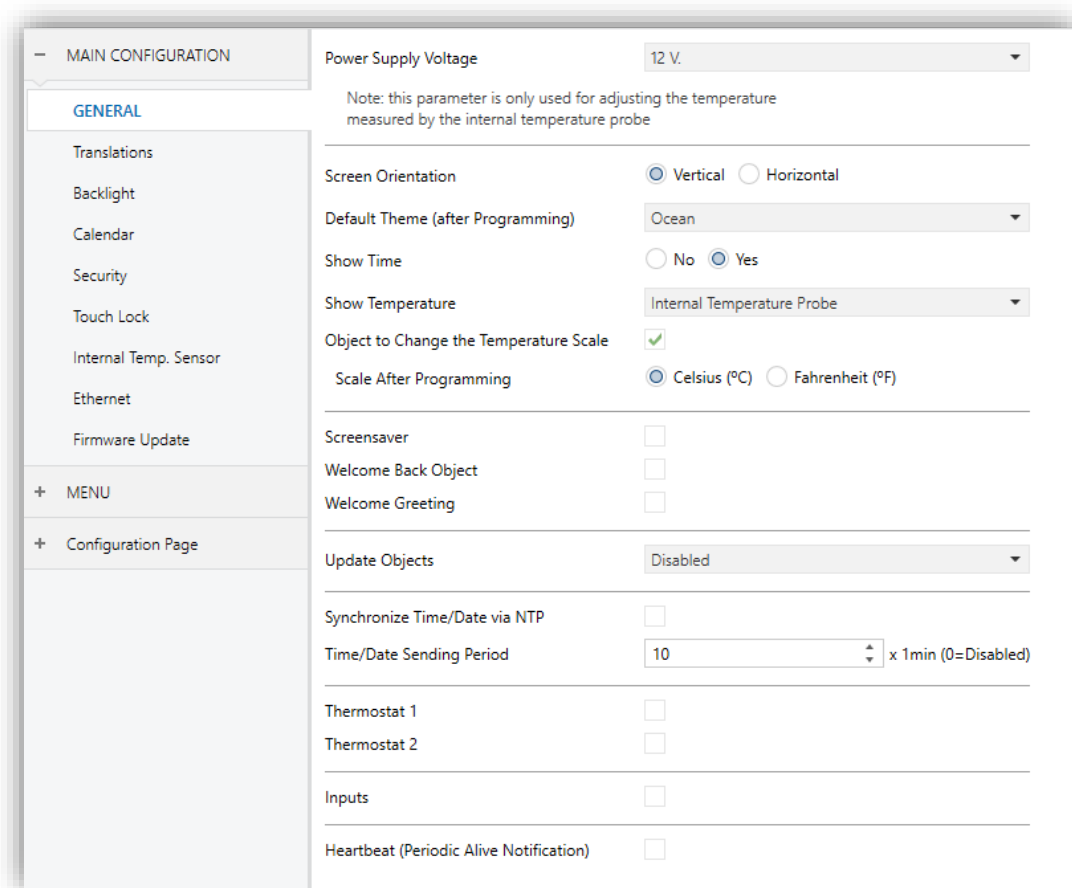 MAIN CONFIGURATION
GENERAL
Translations
Backlight
Calendar
Security
Touch Lock
Internal Temp. Sensor
Ethernet
Firmware Update
MENU
Configuration Page
Power Supply Voltage 12 V.
Note: this parameter is only used for adjusting the temperature
measured by the internal temperature probe
Screen Orientation Vertical Horizontal
Default Theme (after Programming) Ocean
Show Time No Yes
Show Temperature Internal Temperature Probe
Object to Change the Temperature Scale
Scale After Programming Celsius (ºC) Fahrenheit (ºF)
Screensaver
Welcome Back Object
Welcome Greeting
Update Objects Disabled
Synchronize Time/Date via NTP
Time/Date Sending Period 10 x 1min (0=Disabled)
Thermostat 1
Thermostat 2
Inputs
Heartbeat (Periodic Alive Notification)